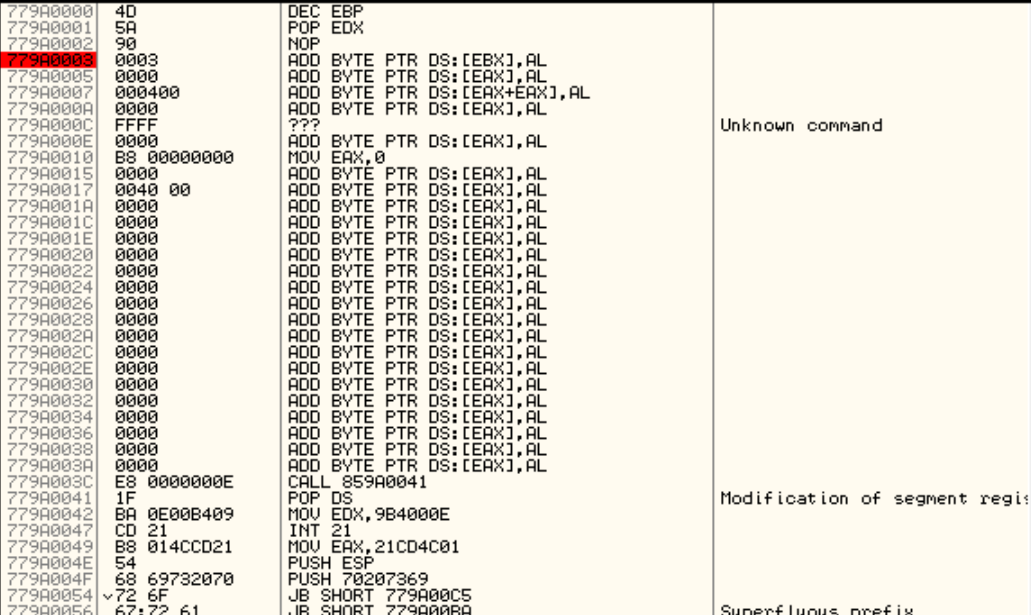 779A0000 4D DEC EBP
779A0001 5A POP EDX
779A0002 90 NOP
779A0003 0003 ADD BYTE PTR DS:[EBX],AL
779A0005 0000 ADD BYTE PTR DS:[EAX],AL
779A0007 000400 ADD BYTE PTR DS:[EAX+EAX],AL
779A000A 0000 ADD BYTE PTR DS:[EAX],AL
779A000C FFFF ??? Unknown command
779A000E 0000 ADD BYTE PTR DS:[EAX],AL
779A0010 B8 00000000 MOV EAX,0
779A0015 0000 ADD BYTE PTR DS:[EAX],AL
779A0017 0040 00 ADD BYTE PTR DS:[EAX],AL
779A001A 0000 ADD BYTE PTR DS:[EAX],AL
779A001C 0000 ADD BYTE PTR DS:[EAX],AL
779A001E 0000 ADD BYTE PTR DS:[EAX],AL
779A0020 0000 ADD BYTE PTR DS:[EAX],AL
779A0022 0000 ADD BYTE PTR DS:[EAX],AL
779A0024 0000 ADD BYTE PTR DS:[EAX],AL
779A0026 0000 ADD BYTE PTR DS:[EAX],AL
779A0028 0000 ADD BYTE PTR DS:[EAX],AL
779A002A 0000 ADD BYTE PTR DS:[EAX],AL
779A002C 0000 ADD BYTE PTR DS:[EAX],AL
779A002E 0000 ADD BYTE PTR DS:[EAX],AL
779A0030 0000 ADD BYTE PTR DS:[EAX],AL
779A0032 0000 ADD BYTE PTR DS:[EAX],AL
779A0034 0000 ADD BYTE PTR DS:[EAX],AL
779A0036 0000 ADD BYTE PTR DS:[EAX],AL
779A0038 0000 ADD BYTE PTR DS:[EAX],AL
779A003A 0000 ADD BYTE PTR DS:[EAX],AL
779A003C E8 0000000E CALL 859A0041
779A0041 1F POP DS Modification of segment regis
779A0042 BA 0E00B409 MOV EDX,9B4000E
779A0047 CD 21 INT 21
779A0049 B8 014CCD21 MOV EAX,21CD4C01
779A004E 54 PUSH ESP
779A004F 68 69732070 PUSH 70207369
779A0054 72 6F JB SHORT 779A00C5
779A0056 67:72 61 JB SHORT 779A00BA Superfluous prefix